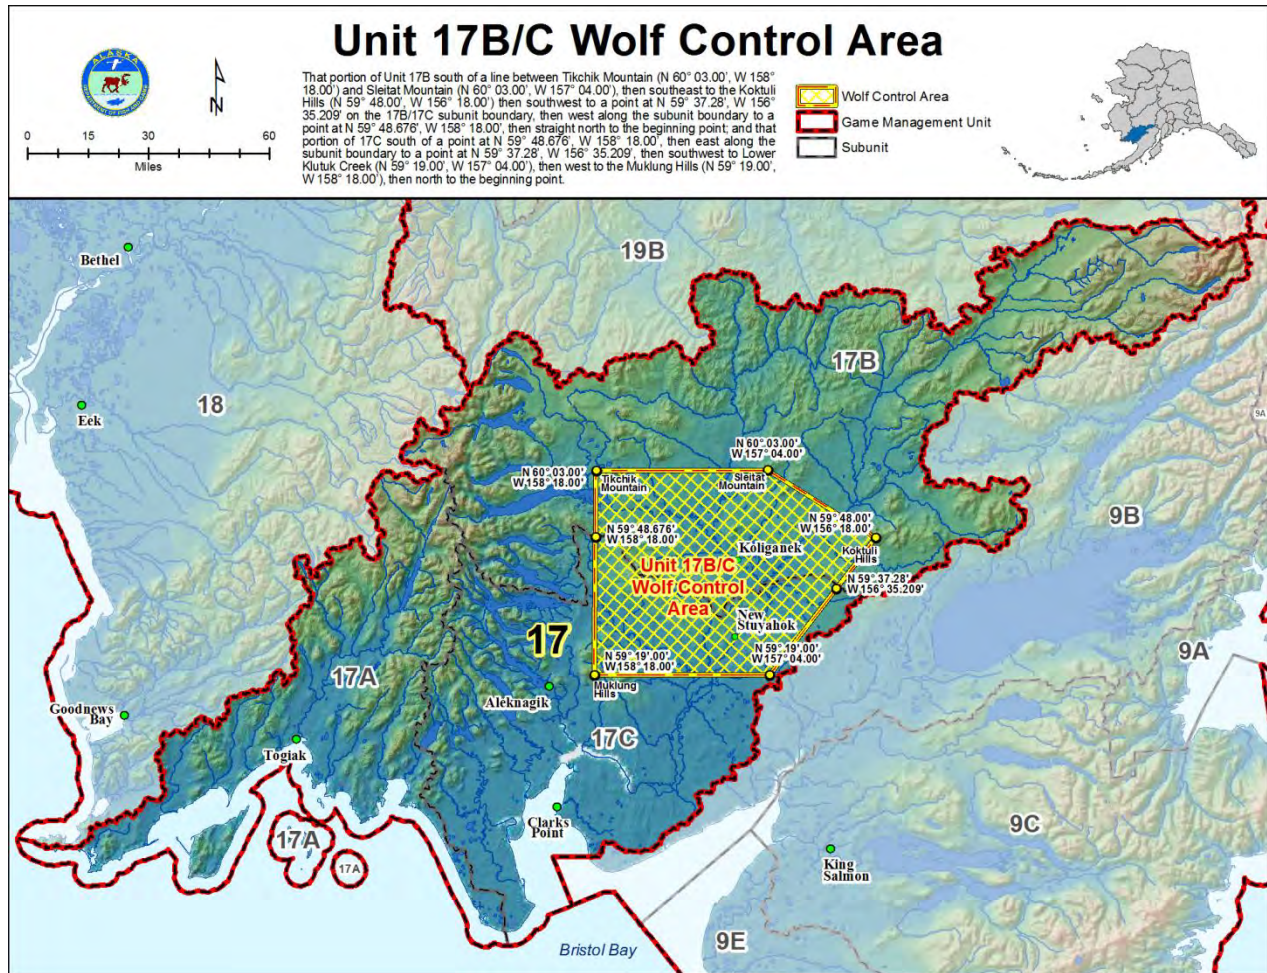 Unit 17B/C Wolf Control Area
ALASKA
N
0 15 30 60
Miles
That portion of Unit 17B south of a line between Tikchik Mountain (N 60° 03.00', W 158°
18.00') and Sleitat Mountain (N 60° 03.00', W 157° 04.00'), then southeast to the Koktuli
Hills (N 59° 48.00', W 156° 18.00') then southwest to a point at N 59° 37.28', W 156°
35.209' on the 17B/17C subunit boundary, then west along the subunit boundary to a
point at N 59° 48.676', W 158° 18.00', then straight north to the beginning point; and that
portion of 17C south of a point at N 59° 48.676', W 158° 18.00', then east along the
subunit boundary to a point at N 59° 37.28', W 156° 35.209', then southwest to Lower
Klutuk Creek (N 59° 19.00', W 157° 04.00'), then west to the Muklung Hills (N 59° 19.00',
W 158° 18.00'), then north to the beginning point.
Wolf Control Area
Game Management Unit
Subunit
19B
Bethel
17B
18
Eek
9A
N 60° 03.00'
W 158° 18.00'
Tikchik
Mountain
N 60° 03.00'
W 157° 04.00'
Sleitat
Mountain
N 59° 48.676'
W 158° 18.00'
N 59° 48.00'
W 156° 18.00'
Koktuli
Hills
9B
Koliganek
Unit 17B/C
Wolf Control
Area
N 59° 37.28'
W 156° 35.209'
New
Stuyahok
17
N 59° 19'.00'
W 158° 18.00'
N 59° 19'.00'
W 157° 04.00'
Muklung
Hills
9A
17A
Aleknagik
Goodnews
Bay
17C
Togiak
Clarks
Point
17A
17A
9C
King
Salmon
9E
Bristol Bay